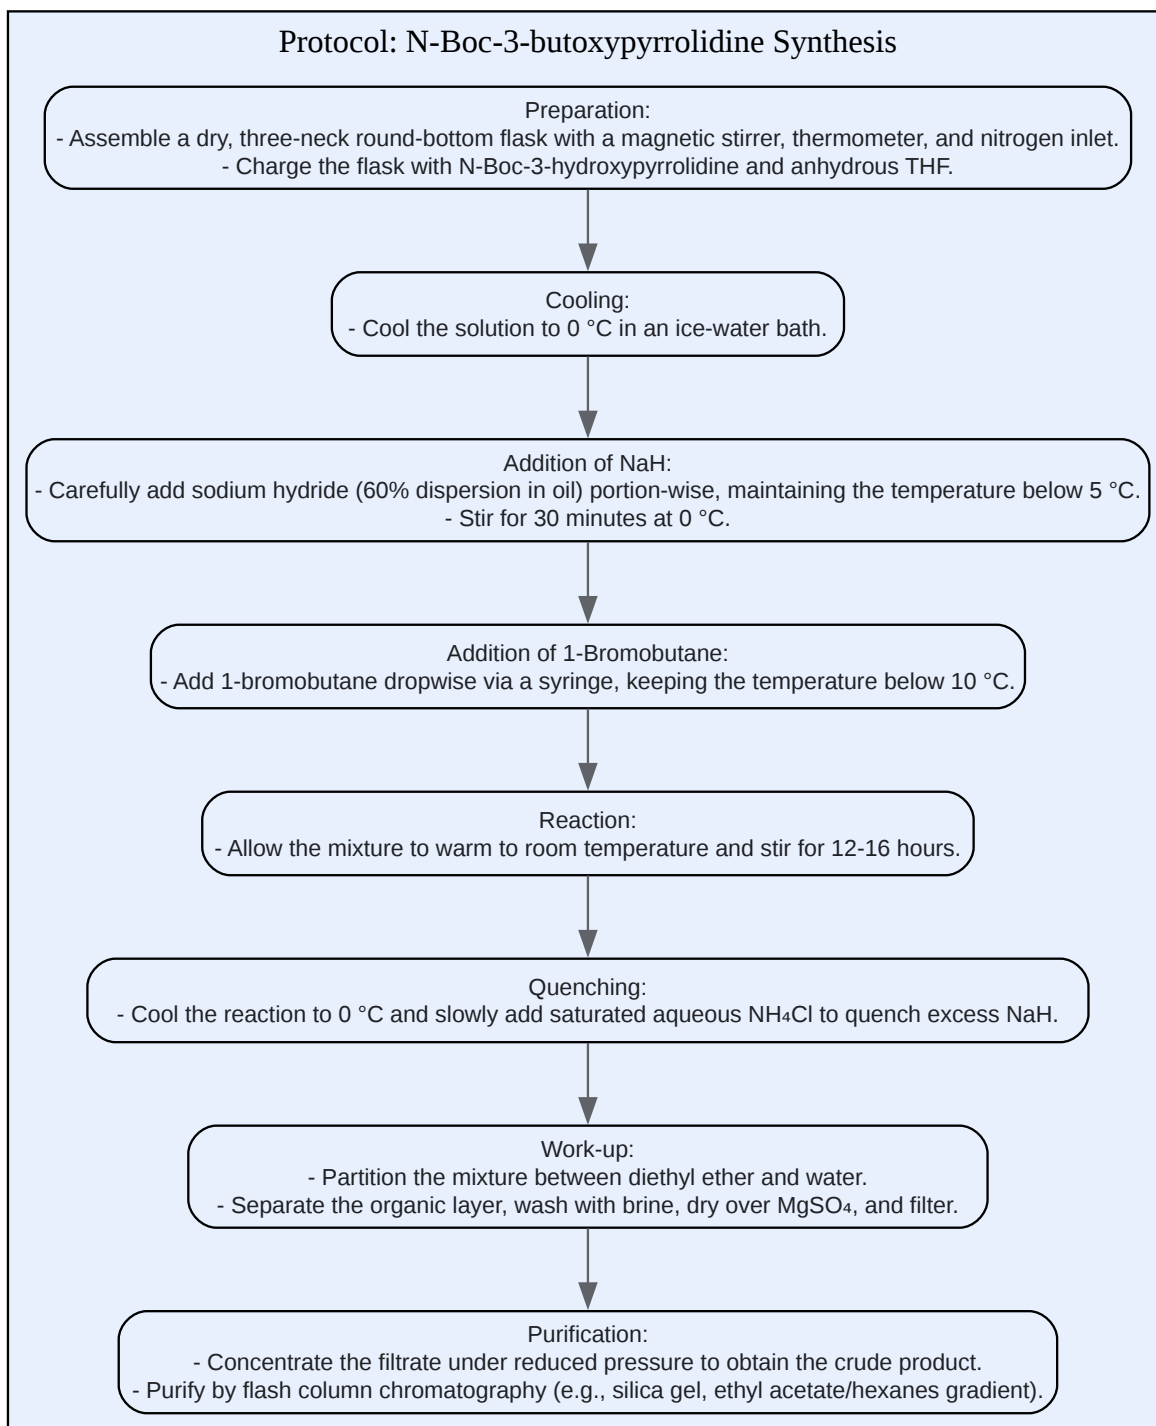 Protocol: N-Boc-3-butoxypyrrolidine Synthesis
Preparation:
- Assemble a dry, three-neck round-bottom flask with a magnetic stirrer, thermometer, and nitrogen inlet.
- Charge the flask with N-Boc-3-hydroxypyrrolidine and anhydrous THF.
Cooling:
- Cool the solution to 0 °C in an ice-water bath.
Addition of NaH:
- Carefully add sodium hydride (60% dispersion in oil) portion-wise, maintaining the temperature below 5 °C.
- Stir for 30 minutes at 0 °C.
Addition of 1-Bromobutane:
- Add 1-bromobutane dropwise via a syringe, keeping the temperature below 10 °C.
Reaction:
- Allow the mixture to warm to room temperature and stir for 12-16 hours.
Quenching:
- Cool the reaction to 0 °C and slowly add saturated aqueous NH₄Cl to quench excess NaH.
Work-up:
- Partition the mixture between diethyl ether and water.
- Separate the organic layer, wash with brine, dry over MgSO₄, and filter.
Purification:
- Concentrate the filtrate under reduced pressure to obtain the crude product.
- Purify by flash column chromatography (e.g., silica gel, ethyl acetate/hexanes gradient).